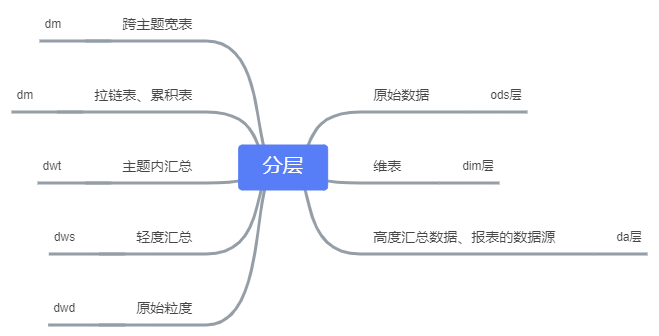 dm 跨主题宽表
dm 拉链表、累积表
dwt 主题内汇总
dws 轻度汇总
dwd 原始粒度
分层
原始数据 ods层
维表 dim层
高度汇总数据、报表的数据源 da层